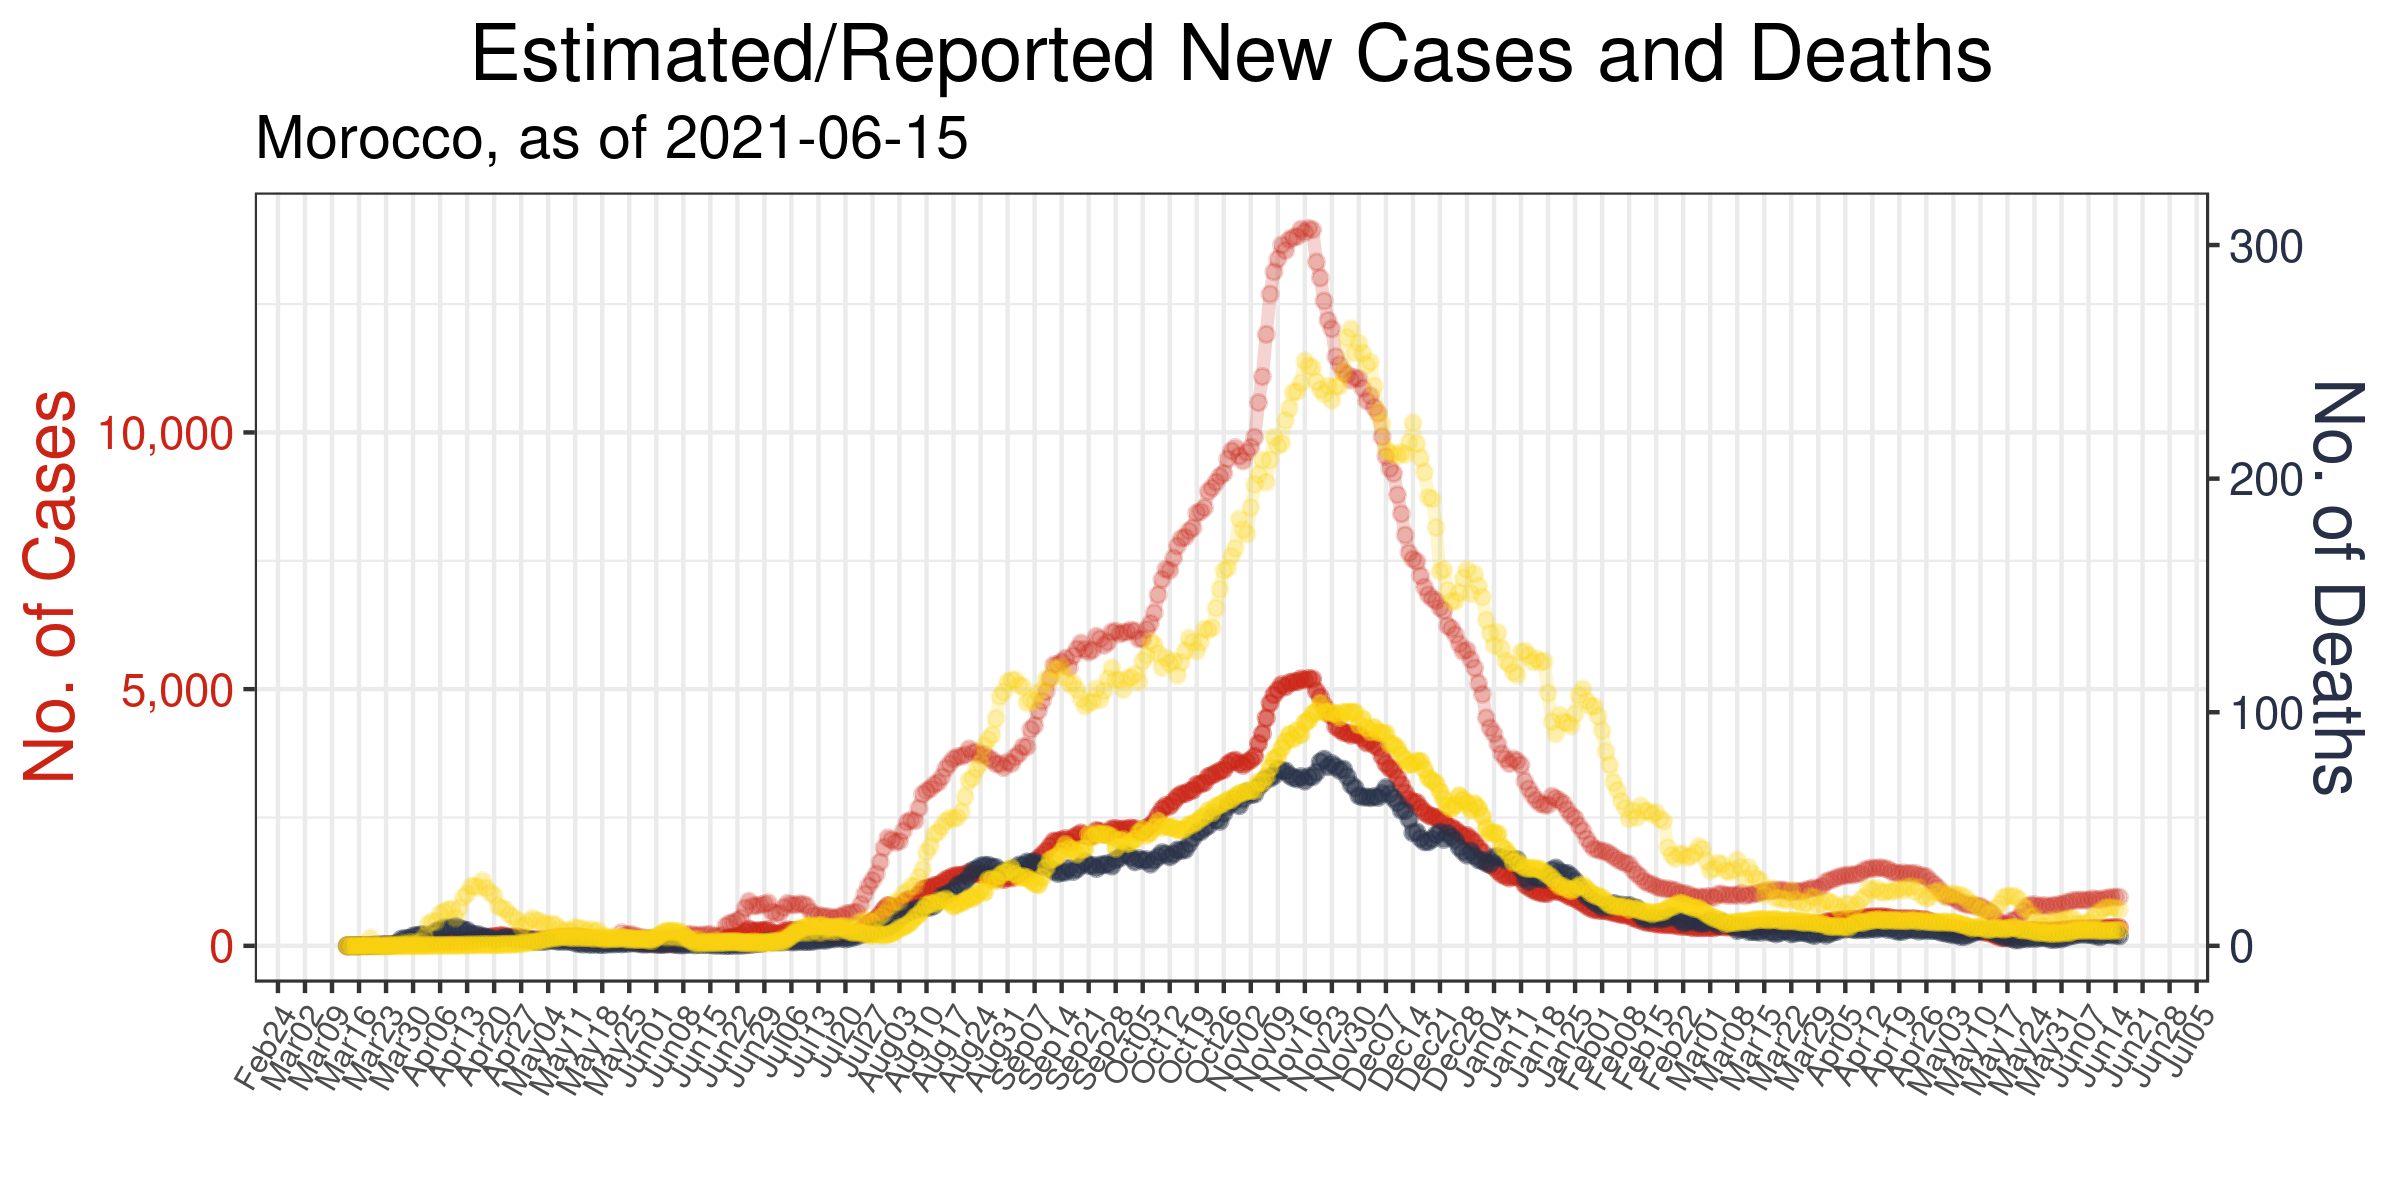 Estimated/Reported New Cases and Deaths
Morocco, as of 2021-06-15
No. of Cases
10,000
5,000
0
300
200
100
0
No. of Deaths
Feb24
Mar02
Mar09
Mar16
Mar23
Mar30
Apr06
Apr13
Apr20
Apr27
May04
May11
May18
May25
Jun01
Jun08
Jun15
Jun22
Jun29
Jul06
Jul13
Jul20
Jul27
Aug03
Aug10
Aug17
Aug24
Aug31
Sep07
Sep14
Sep21
Sep28
Oct05
Oct12
Oct19
Oct26
Nov02
Nov09
Nov16
Nov23
Nov30
Dec07
Dec14
Dec21
Dec28
Jan04
Jan11
Jan18
Jan25
Feb01
Feb08
Feb15
Feb22
Mar01
Mar08
Mar15
Mar22
Mar29
Apr05
Apr12
Apr19
Apr26
May03
May10
May17
May24
May31
Jun07
Jun14
Jun21
Jun28
Jul05